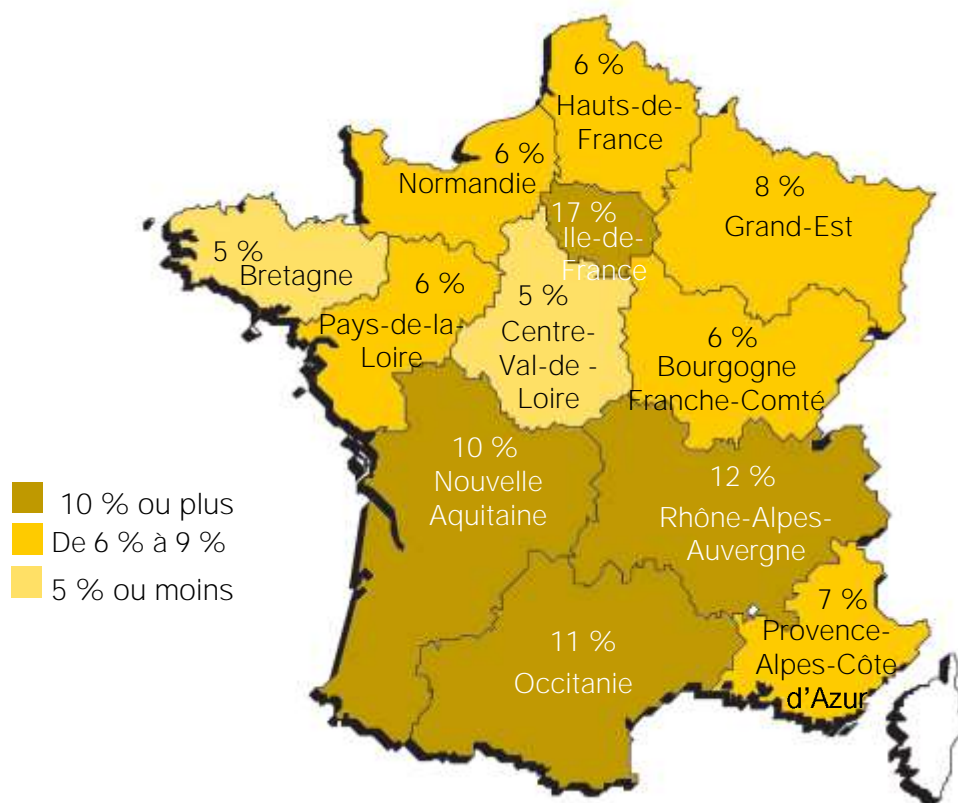 6 %
Hauts-de-
France
6 %
Normandie
8 %
Grand-Est
17 %
Ile-de-
France
5 %
Bretagne
6 %
Pays-de-la-
Loire
5 %
Centre-
Val-de -
Loire
6 %
Bourgogne
Franche-Comté
10 %
Nouvelle
Aquitaine
12 %
Rhône-Alpes-
Auvergne
7 %
Provence-
Alpes-Côte
d'Azur
11 %
Occitanie
10 % ou plus
De 6 % à 9 %
5 % ou moins